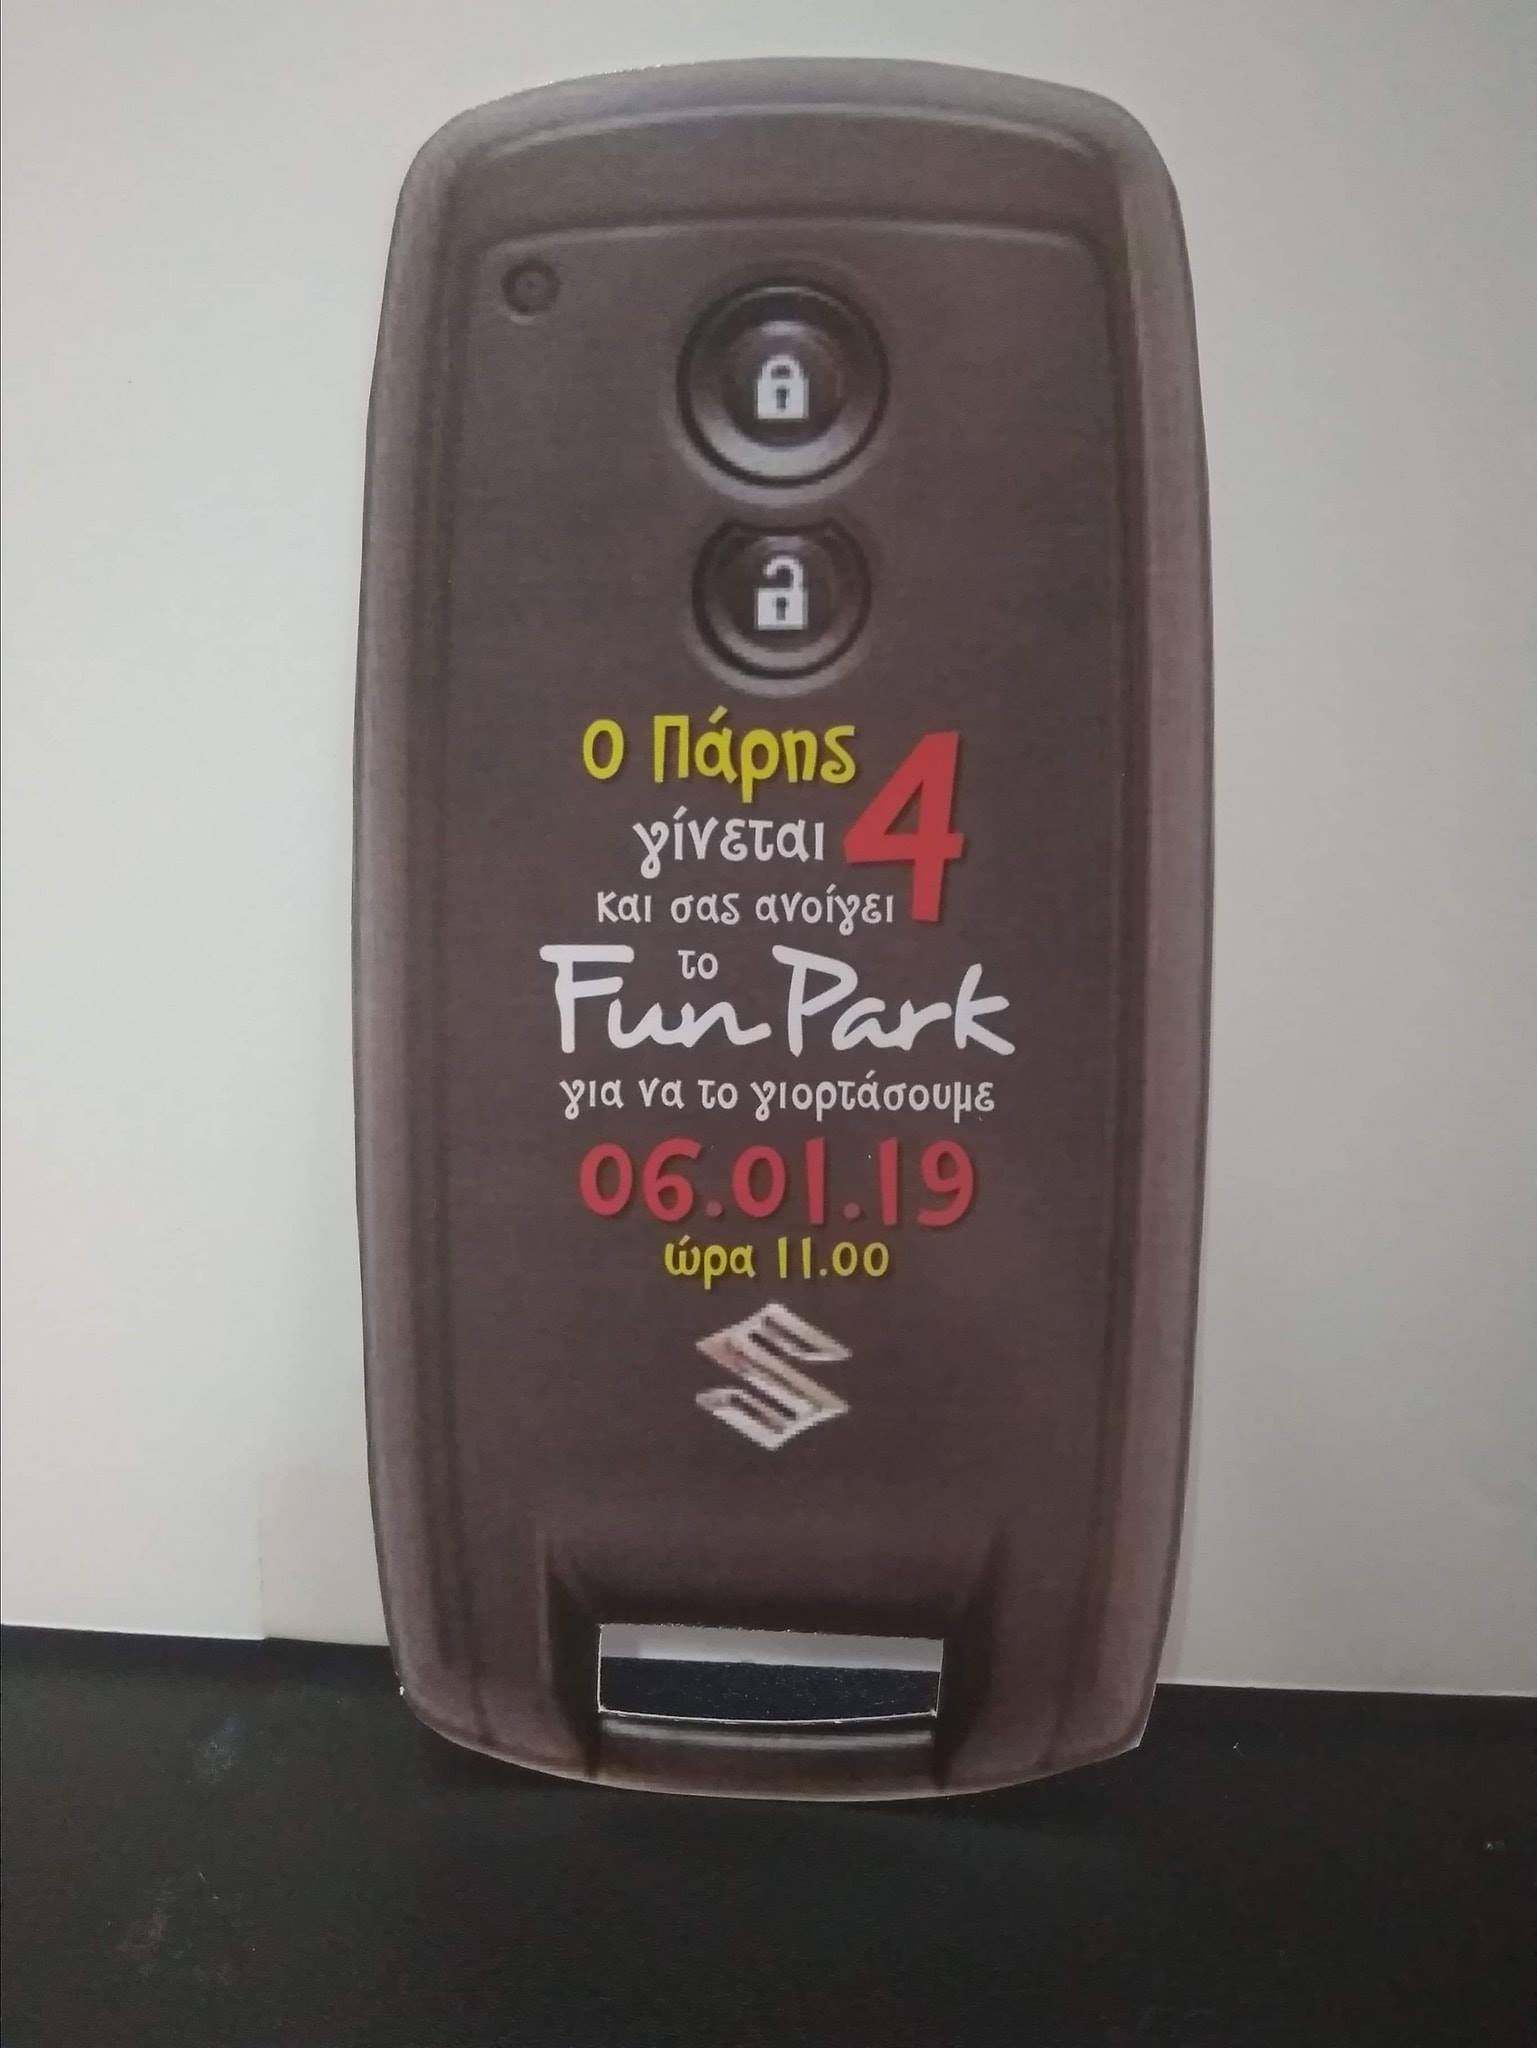 Ο Πάρης
γίνεται 4
και σας ανοίγει
το
Fun Park
για να το γιορτάσουμε
06.01.19
ώρα 11.00